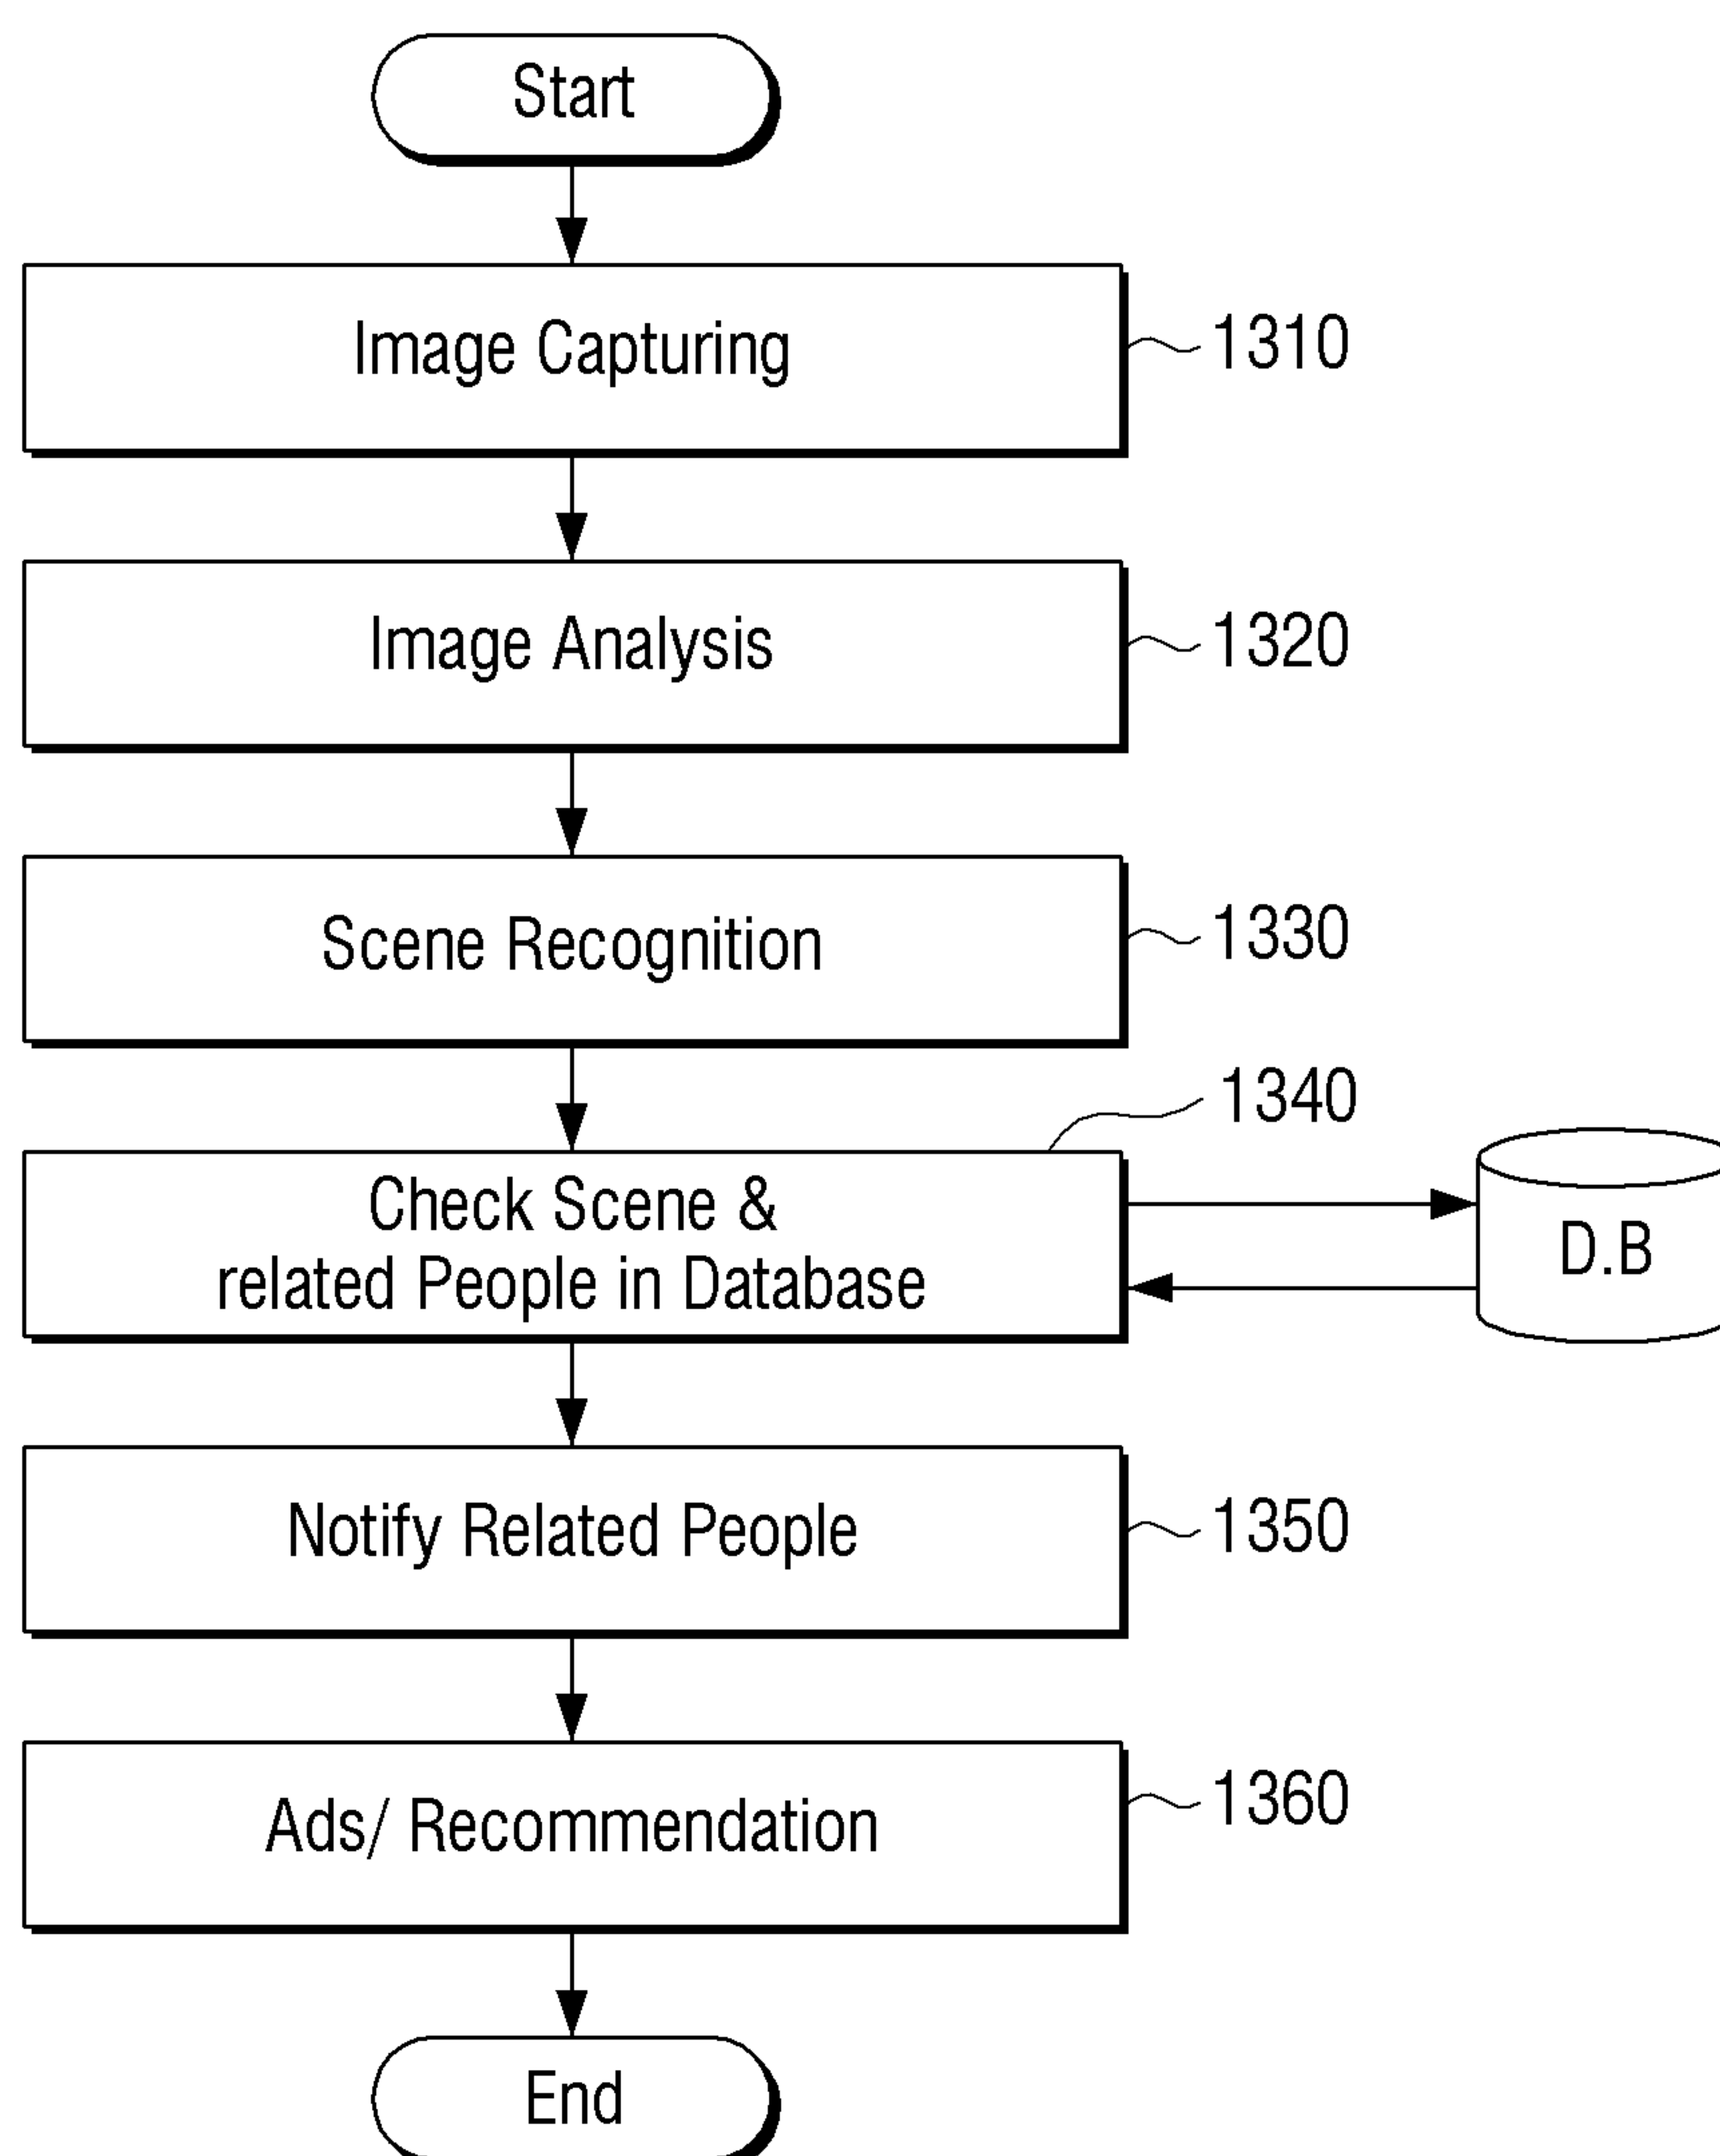 Start
Image Capturing
1310
Image Analysis
1320
Scene Recognition
1330
1340
Check Scene &
related People in Database
D.B
Notify Related People
1350
Ads/ Recommendation
1360
End